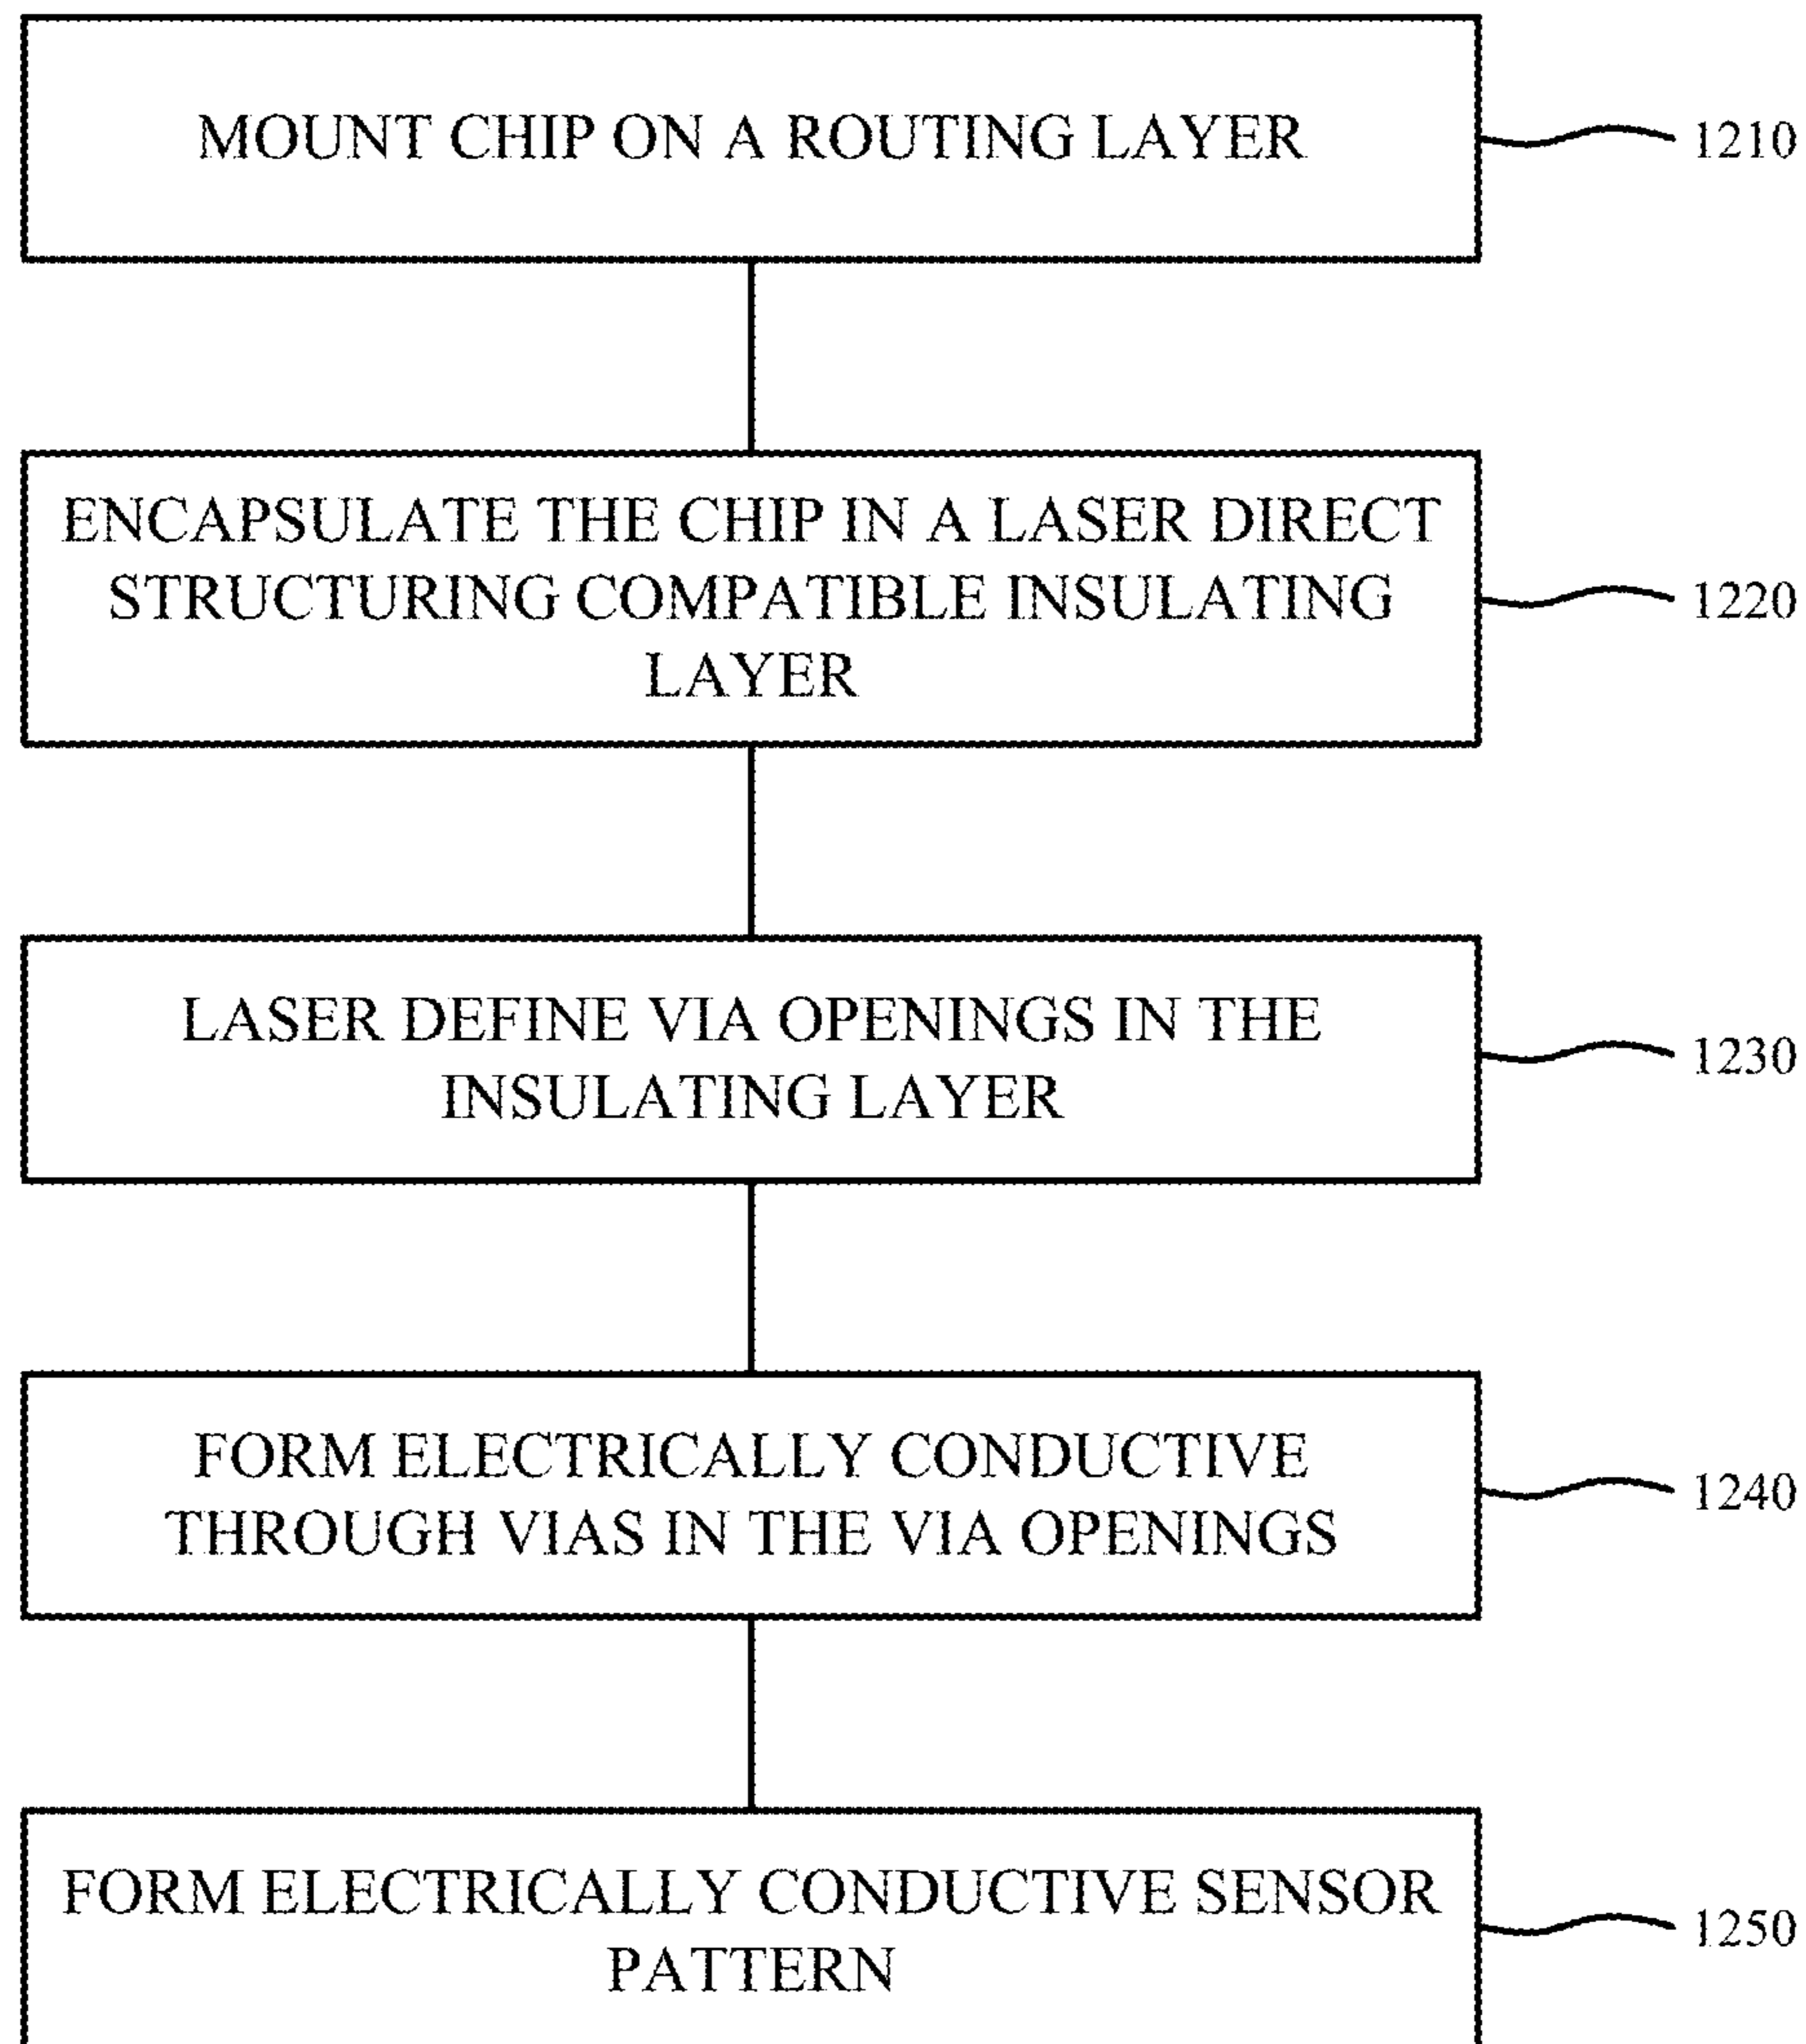 MOUNT CHIP ON A ROUTING LAYER
1210
ENCAPSULATE THE CHIP IN A LASER DIRECT
STRUCTURING COMPATIBLE INSULATING
LAYER
1220
LASER DEFINE VIA OPENINGS IN THE
INSULATING LAYER
1230
FORM ELECTRICALLY CONDUCTIVE
THROUGH VIAS IN THE VIA OPENINGS
1240
FORM ELECTRICALLY CONDUCTIVE SENSOR
PATTERN
1250